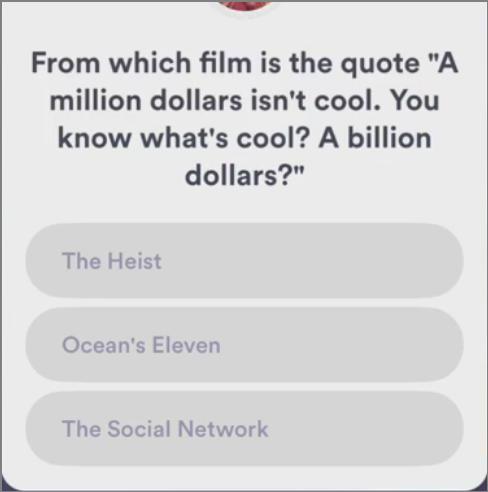 From which film is the quote "A
million dollars isn't cool. You
know what's cool? A billion
dollars?"
The Heist
Ocean's Eleven
The Social Network